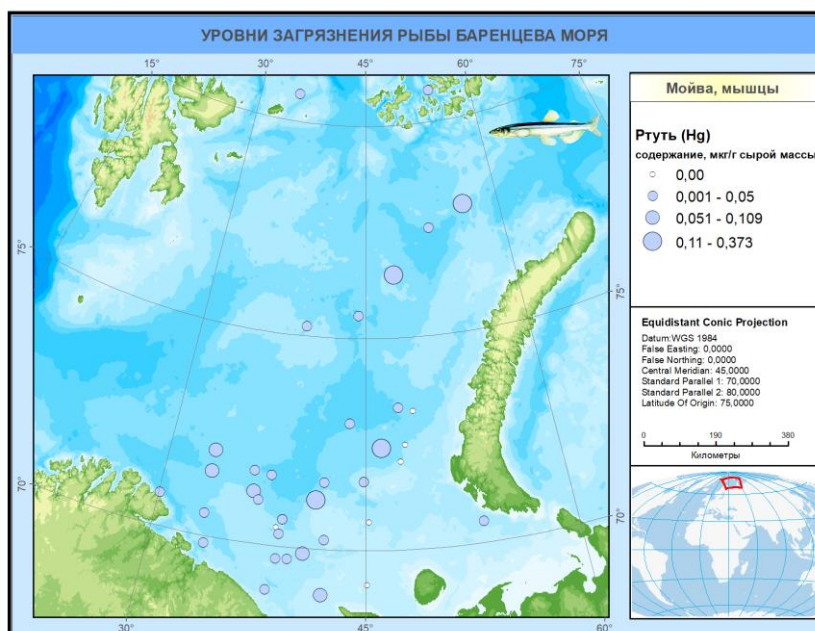 УРОВНИ ЗАГРЯЗНЕНИЯ РЫБЫ БАРЕНЦЕВА МОРЯ
15° 30° 45° 60° 75°
75°
75°
70°
70°
30° 45° 60°
Мойва, мышцы
Ртуть (Hg)
содержание, мкг/г сырой массы
0,00
0,001 - 0,05
0,051 - 0,109
0,11 - 0,373
Equidistant Conic Projection
Datum:WGS 1984
False Easting: 0,0000
False Northing: 0,0000
Central Meridian: 45,0000
Standard Parallel 1: 70,0000
Standard Parallel 2: 80,0000
Latitude Of Origin: 75,0000
0 190 380
Километры